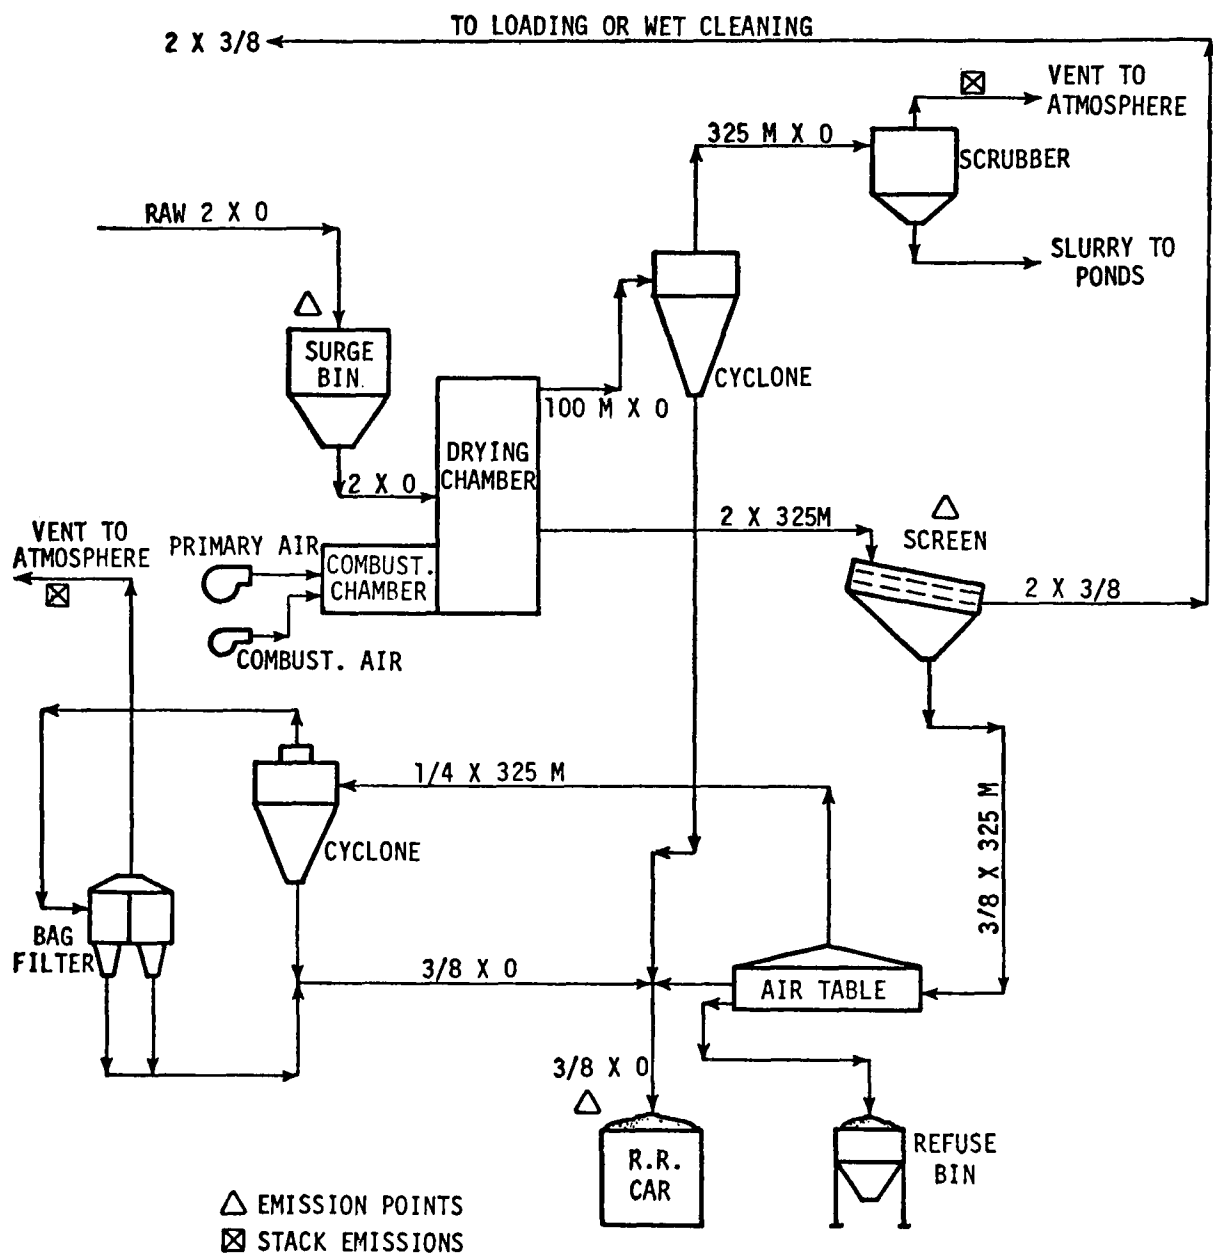 TO LOADING OR WET CLEANING
2 X 3/8
VENT TO
ATMOSPHERE
325 M X 0
SCRUBBER
RAW 2 X 0
SLURRY TO
PONDS
SURGE
BIN.
CYCLONE
100 M X 0
DRYING
CHAMBER
2 X 0
2 X 325M
SCREEN
VENT TO
ATMOSPHERE
PRIMARY AIR
COMBUST.
CHAMBER
2 X 3/8
COMBUST. AIR
1/4 X 325 M
CYCLONE
3/8 X 325 M
BAG
FILTER
3/8 X 0
AIR TABLE
3/8 X 0
R.R.
CAR
REFUSE
BIN
EMISSION POINTS
STACK EMISSIONS